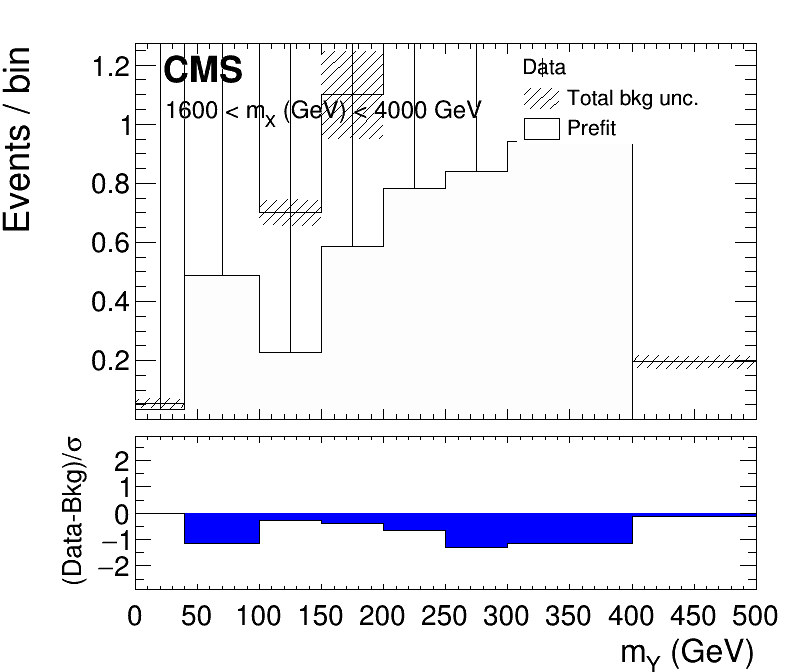 CMS
1600 < mX (GeV) < 4000 GeV
Data
Total bkg unc.
Prefit
Events / bin
1.2
1
0.8
0.6
0.4
0.2
(Data-Bkg)/σ
2
1
0
−1
−2
0 50 100 150 200 250 300 350 400 450 500
mY (GeV)